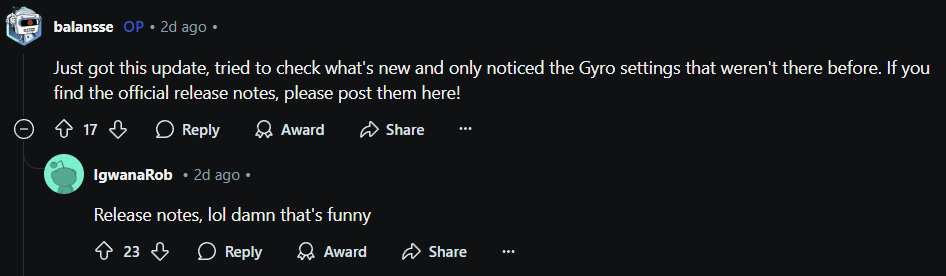 balansse OP • 2d ago •
Just got this update, tried to check what's new and only noticed the Gyro settings that weren't there before. If you
find the official release notes, please post them here!
17 Reply Award Share ...
IgwanaRob • 2d ago •
Release notes, lol damn that's funny
23 Reply Award Share ...